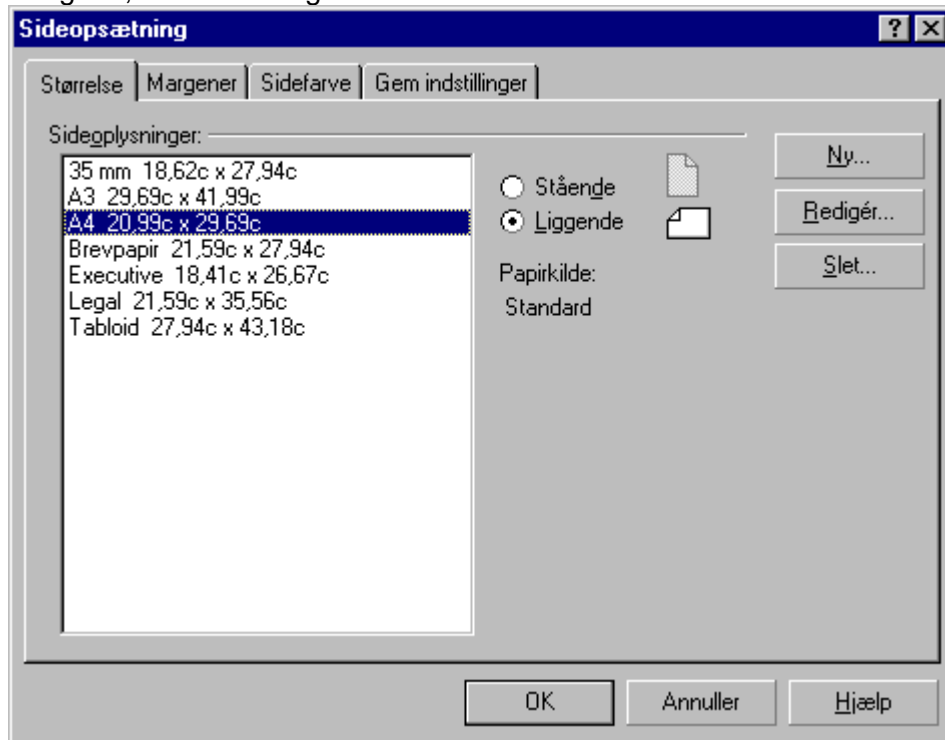 Sideopsætning
Størrelse Margener Sidefarve Gem indstillinger
Sideoplysninger:
35 mm 18,62c x 27,94c
A3 29,69c x 41,99c
A4 20,99c x 29,69c
Brevpapir 21,59c x 27,94c
Executive 18,41c x 26,67c
Legal 21,59c x 35,56c
Tabloid 27,94c x 43,18c
Stående
Liggende
Papirkilde:
Standard
Ny...
Redigér...
Slet...
OK Annuller Hjælp